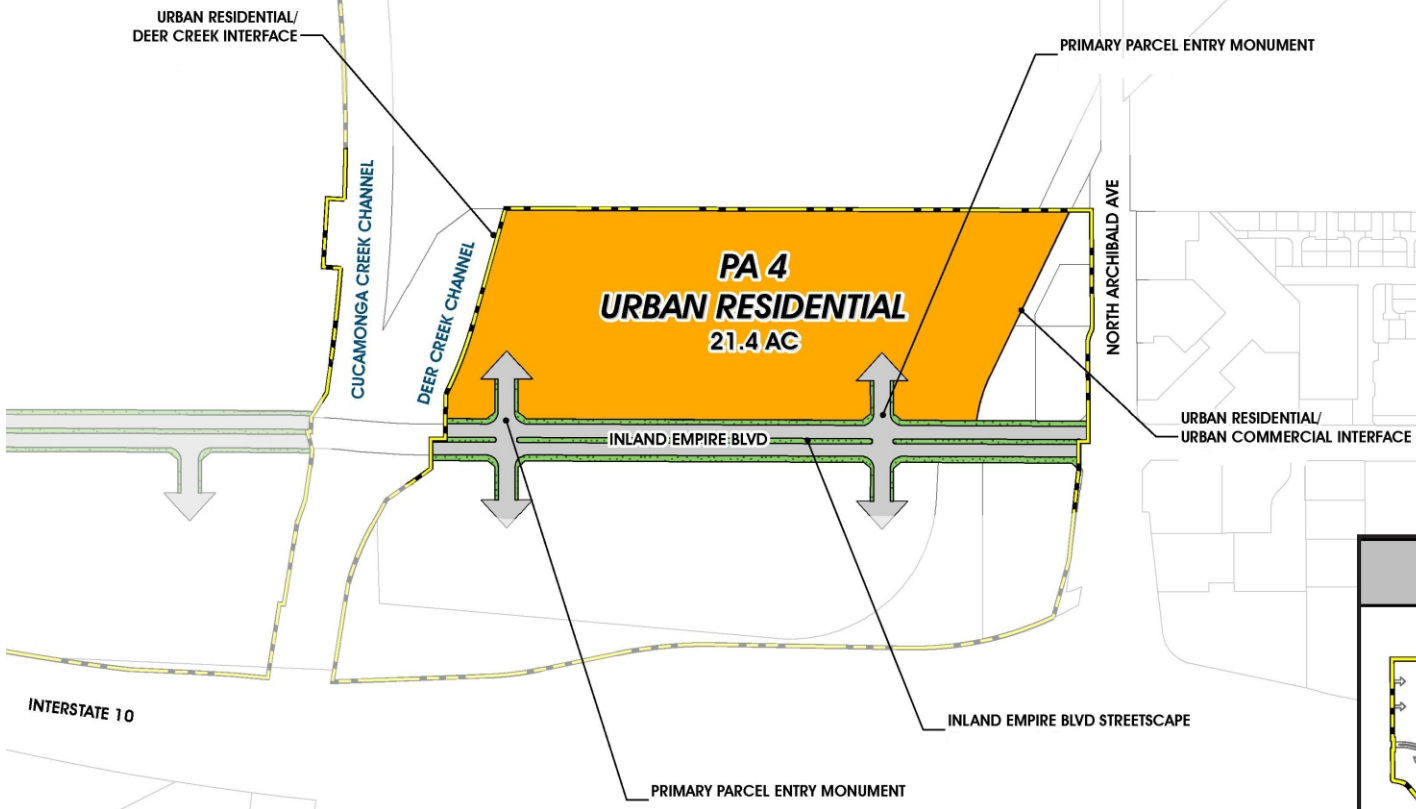 URBAN RESIDENTIAL/
DEER CREEK INTERFACE
PRIMARY PARCEL ENTRY MONUMENT
CUCAMONGA CREEK CHANNEL
DEER CREEK CHANNEL
PA 4
URBAN RESIDENTIAL
21.4 AC
NORTH ARCHIBALD AVE
URBAN RESIDENTIAL/
URBAN COMMERCIAL INTERFACE
INLAND EMPIRE BLVD
INTERSTATE 10
INLAND EMPIRE BLVD STREETSCAPE
PRIMARY PARCEL ENTRY MONUMENT